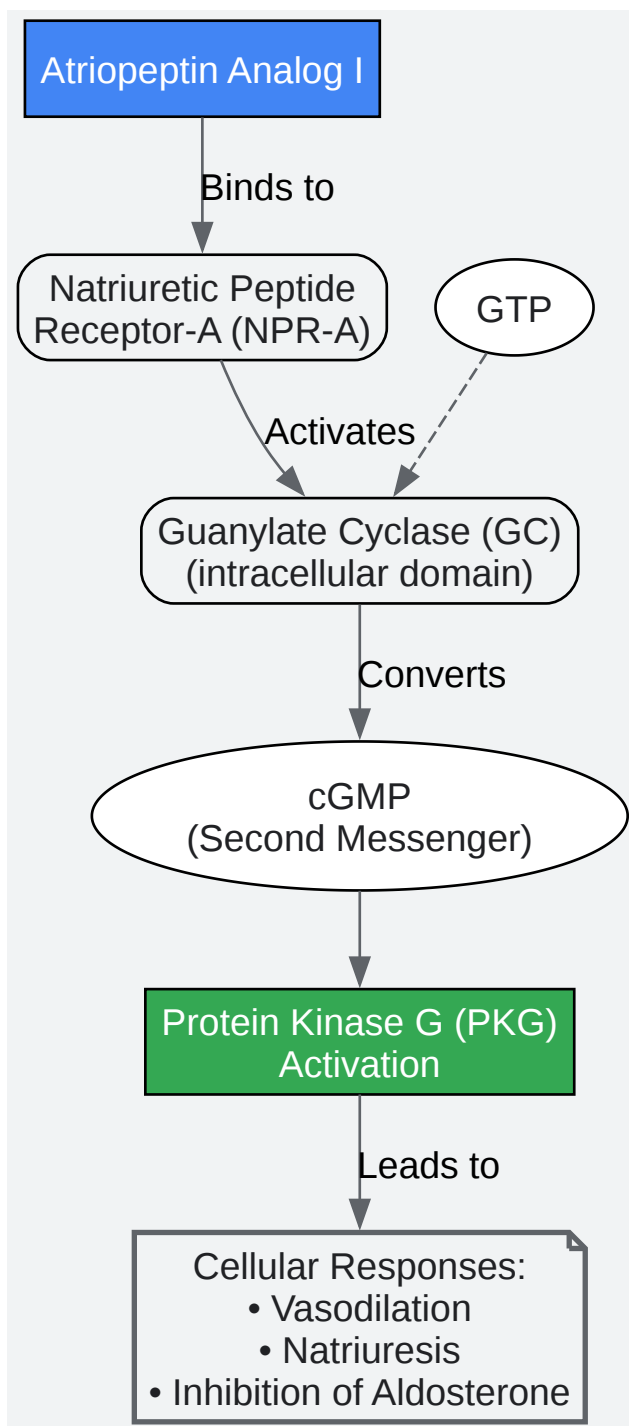 Atriopeptin Analog I
Binds to
Natriuretic Peptide
Receptor-A (NPR-A)
GTP
Activates
Guanylate Cyclase (GC)
(intracellular domain)
Converts
cGMP
(Second Messenger)
Protein Kinase G (PKG)
Activation
Leads to
Cellular Responses:
• Vasodilation
• Natriuresis
• Inhibition of Aldosterone